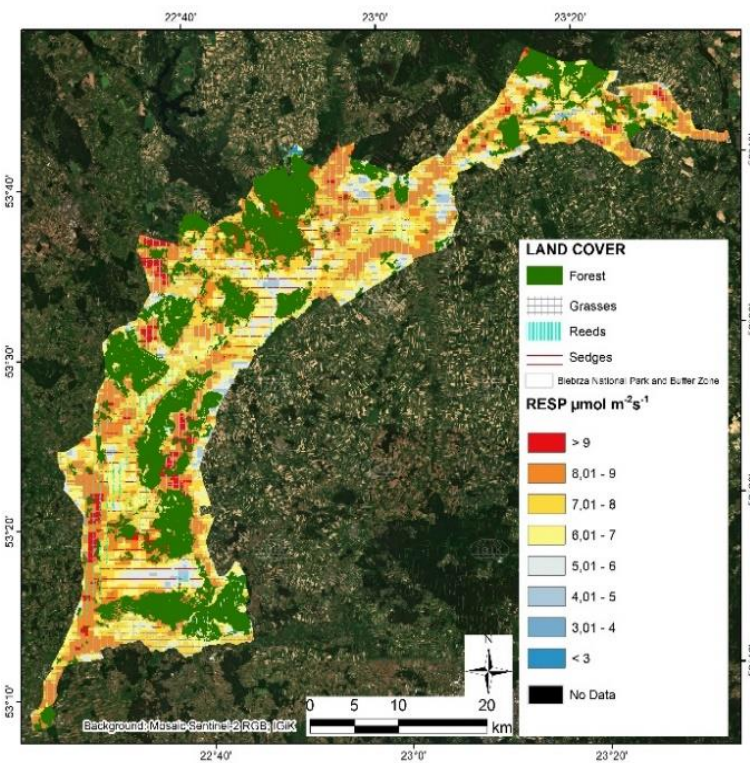 22°40' 23°0' 23°20'
53°40'
53°30'
53°20'
53°10'
LAND COVER
Forest
Grasses
Reeds
Sedges
Biebrza National Park and Buffer Zone
RESP µmol m⁻²s⁻¹
> 9
8,01 - 9
7,01 - 8
6,01 - 7
5,01 - 6
4,01 - 5
3,01 - 4
< 3
No Data
N
0 5 10 20
km
Background: Mosaic Sentinel-2 RGB, IGiK
22°40' 23°0' 23°20'